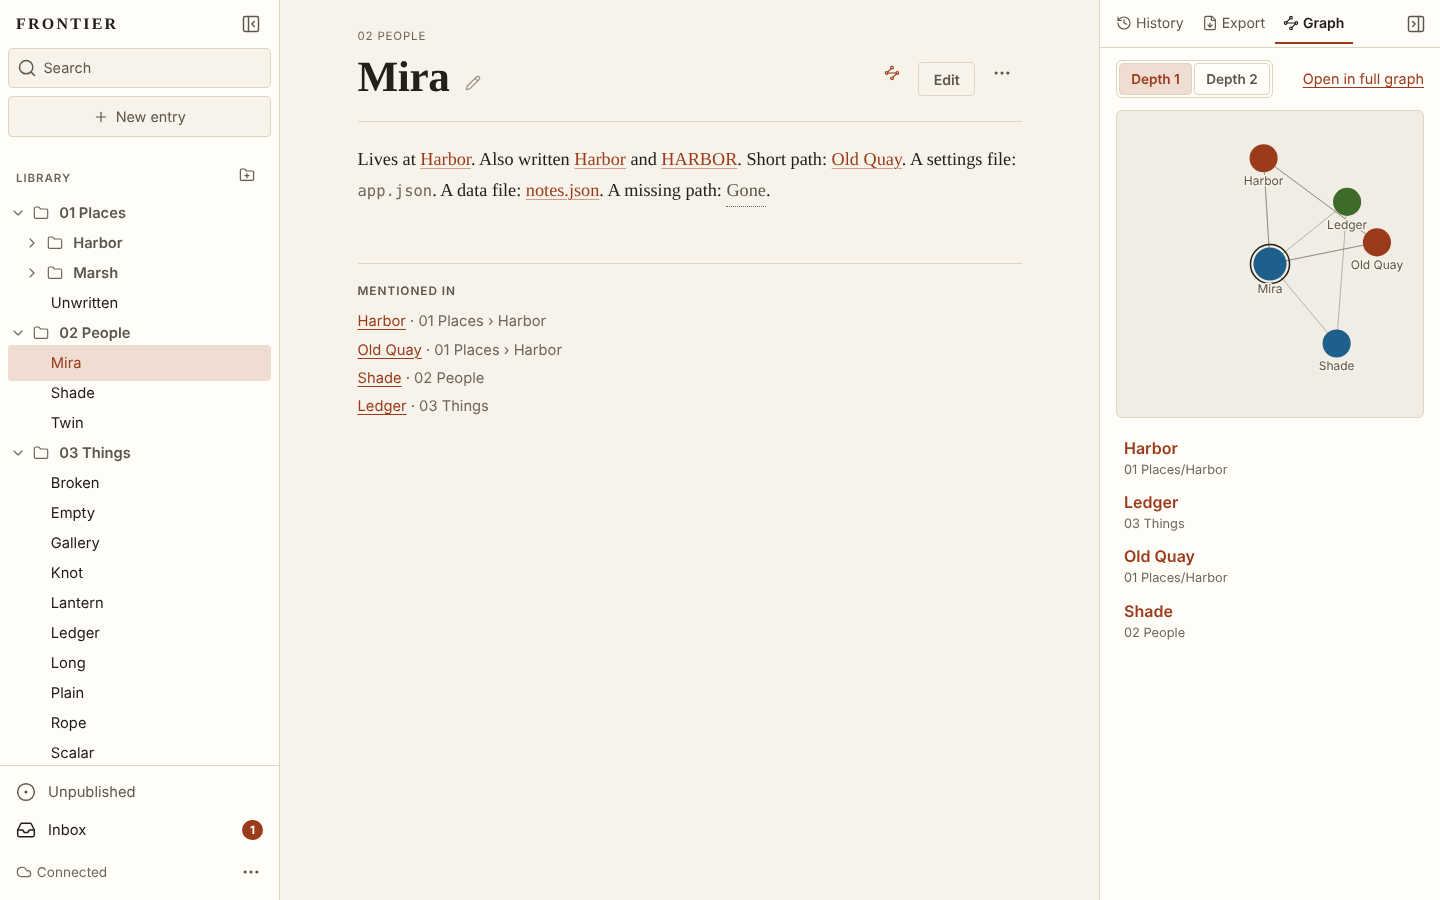 FRONTIER
Search
New entry
LIBRARY
01 Places
Harbor
Marsh
Unwritten
02 People
Mira
Shade
Twin
03 Things
Broken
Empty
Gallery
Knot
Lantern
Ledger
Long
Plain
Rope
Scalar
Unpublished
Inbox 1
Connected
02 PEOPLE
Mira
Edit
Lives at Harbor. Also written Harbor and HARBOR. Short path: Old Quay. A settings file:
app.json. A data file: notes.json. A missing path: Gone.
MENTIONED IN
Harbor · 01 Places › Harbor
Old Quay · 01 Places › Harbor
Shade · 02 People
Ledger · 03 Things
History Export Graph
Depth 1 Depth 2 Open in full graph
Harbor
Ledger
Old Quay
Mira
Shade
Harbor
01 Places/Harbor
Ledger
03 Things
Old Quay
01 Places/Harbor
Shade
02 People